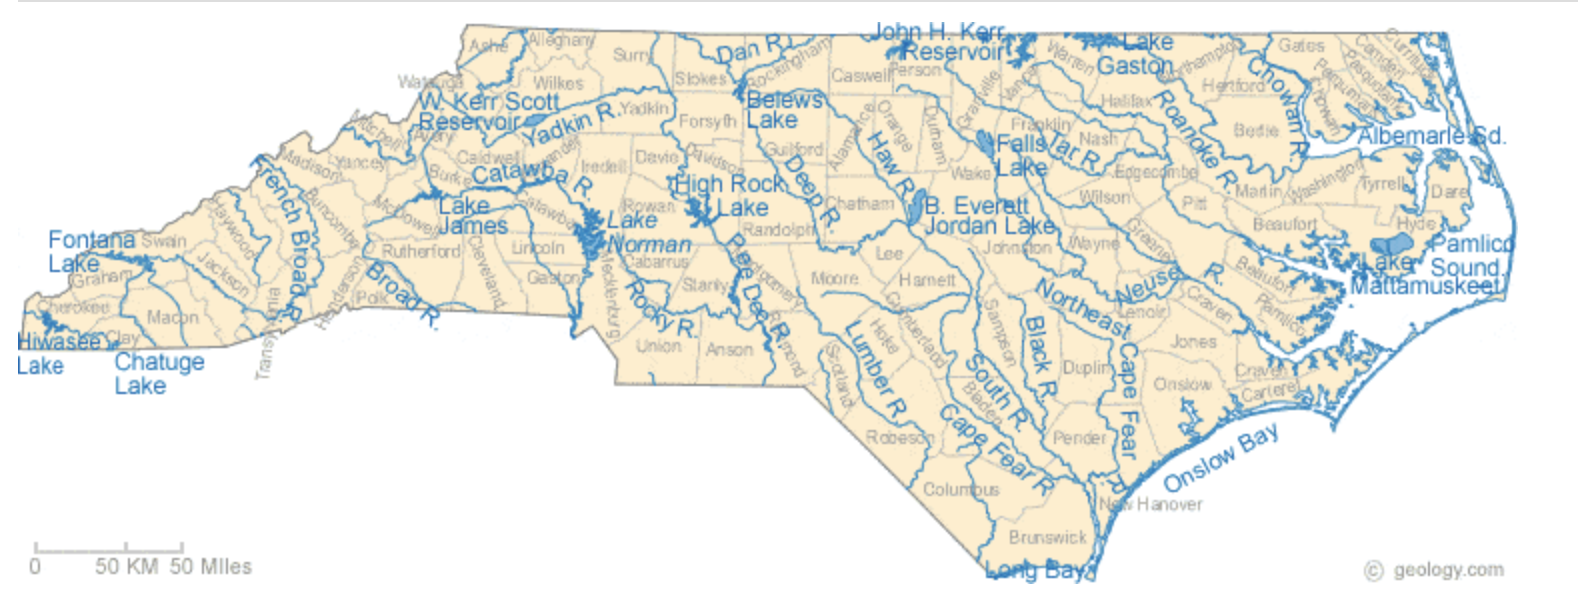 Ashe
Alleghany
Surry
Stokes
Dan R.
Rockingham
Caswell
Person
John H. Kerr
Reservoir
Granville
Vance
Warren
Lake
Gaston
Northampton
Hertford
Gates
Chowan R.
Camden
Currituck
Pasquotank
Perquimans
Chowan
Watauga
Wilkes
W. Kerr Scott
Reservoir
Yadkin R.
Yadkin
Forsyth
Belews
Lake
Guilford
Alamance
Orange
Durham
Haw R.
Falls
Lake
Franklin
Nash
Halifax
Tar R.
Edgecombe
Roanoke R.
Bertie
Albemarle Sd.
Mitchell
Avery
Madison
Yancey
Caldwell
Burke
Alexander
Catawba R.
Iredell
Davie
Davidson
Deep R.
Wake
Wilson
Pitt
Martin
Washington
Tyrrell
Dare
French Broad R.
Buncombe
McDowell
Lake
James
Catawba
Lake
Norman
Rowan
High Rock
Lake
Randolph
Chatham
B. Everett
Jordan Lake
Johnston
Wayne
Greene
Beaufort
Hyde
Pamlico
Sound
Lake
Mattamuskeet
Fontana
Lake
Swain
Haywood
Graham
Jackson
Cherokee
Macon
Clay
Hiwasee
Lake
Chatuge
Lake
Transylvania
Henderson
Rutherford
Polk
Broad R.
Cleveland
Lincoln
Gaston
Mecklenburg
Cabarrus
Rocky R.
Stanly
Pee Dee R.
Montgomery
Union
Anson
Richmond
Moore
Lee
Harnett
Scotland
Hoke
Cumberland
Lumber R.
Sampson
Northeast
Cape Fear
R.
Neuse R.
Lenoir
Craven
Beaufort
Pamlico
Jones
Craven
Carteret
Black R.
Duplin
Onslow
South R.
Bladen
Cape Fear R.
Robeson
Pender
Onslow Bay
Columbus
New Hanover
Brunswick
Long Bay
0 50 KM 50 MIles
© geology.com